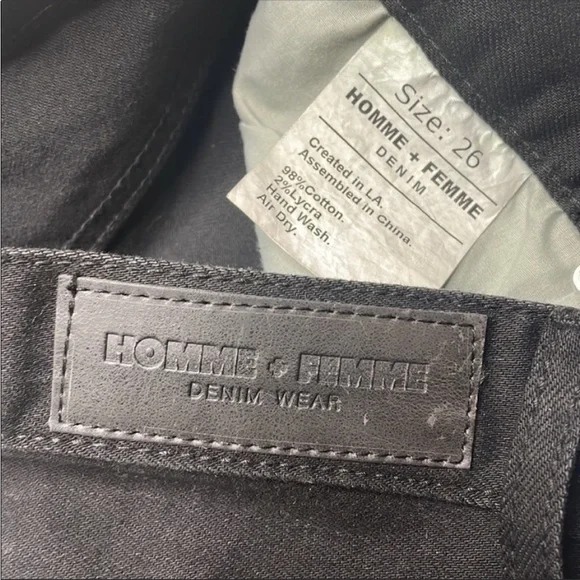 Size: 26
HOMME + FEMME
DENIM
Created in LA.
Assembled in china.
98%Cotton.
2%Lycra
Hand Wash.
Air Dry.
HOMME + FEMME
DENIM WEAR